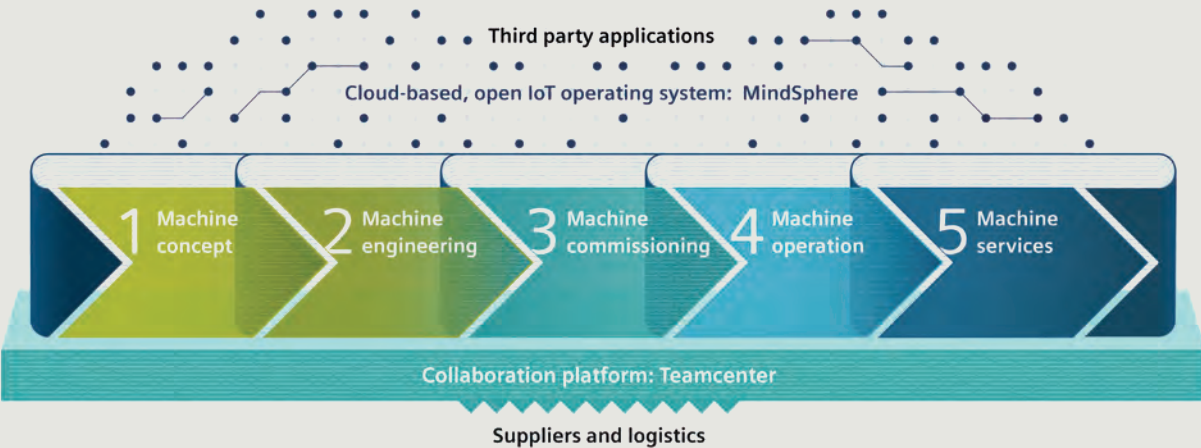 Third party applications
Cloud-based, open IoT operating system: MindSphere
1 Machine
concept
2 Machine
engineering
3 Machine
commissioning
4 Machine
operation
5 Machine
services
Collaboration platform: Teamcenter
Suppliers and logistics